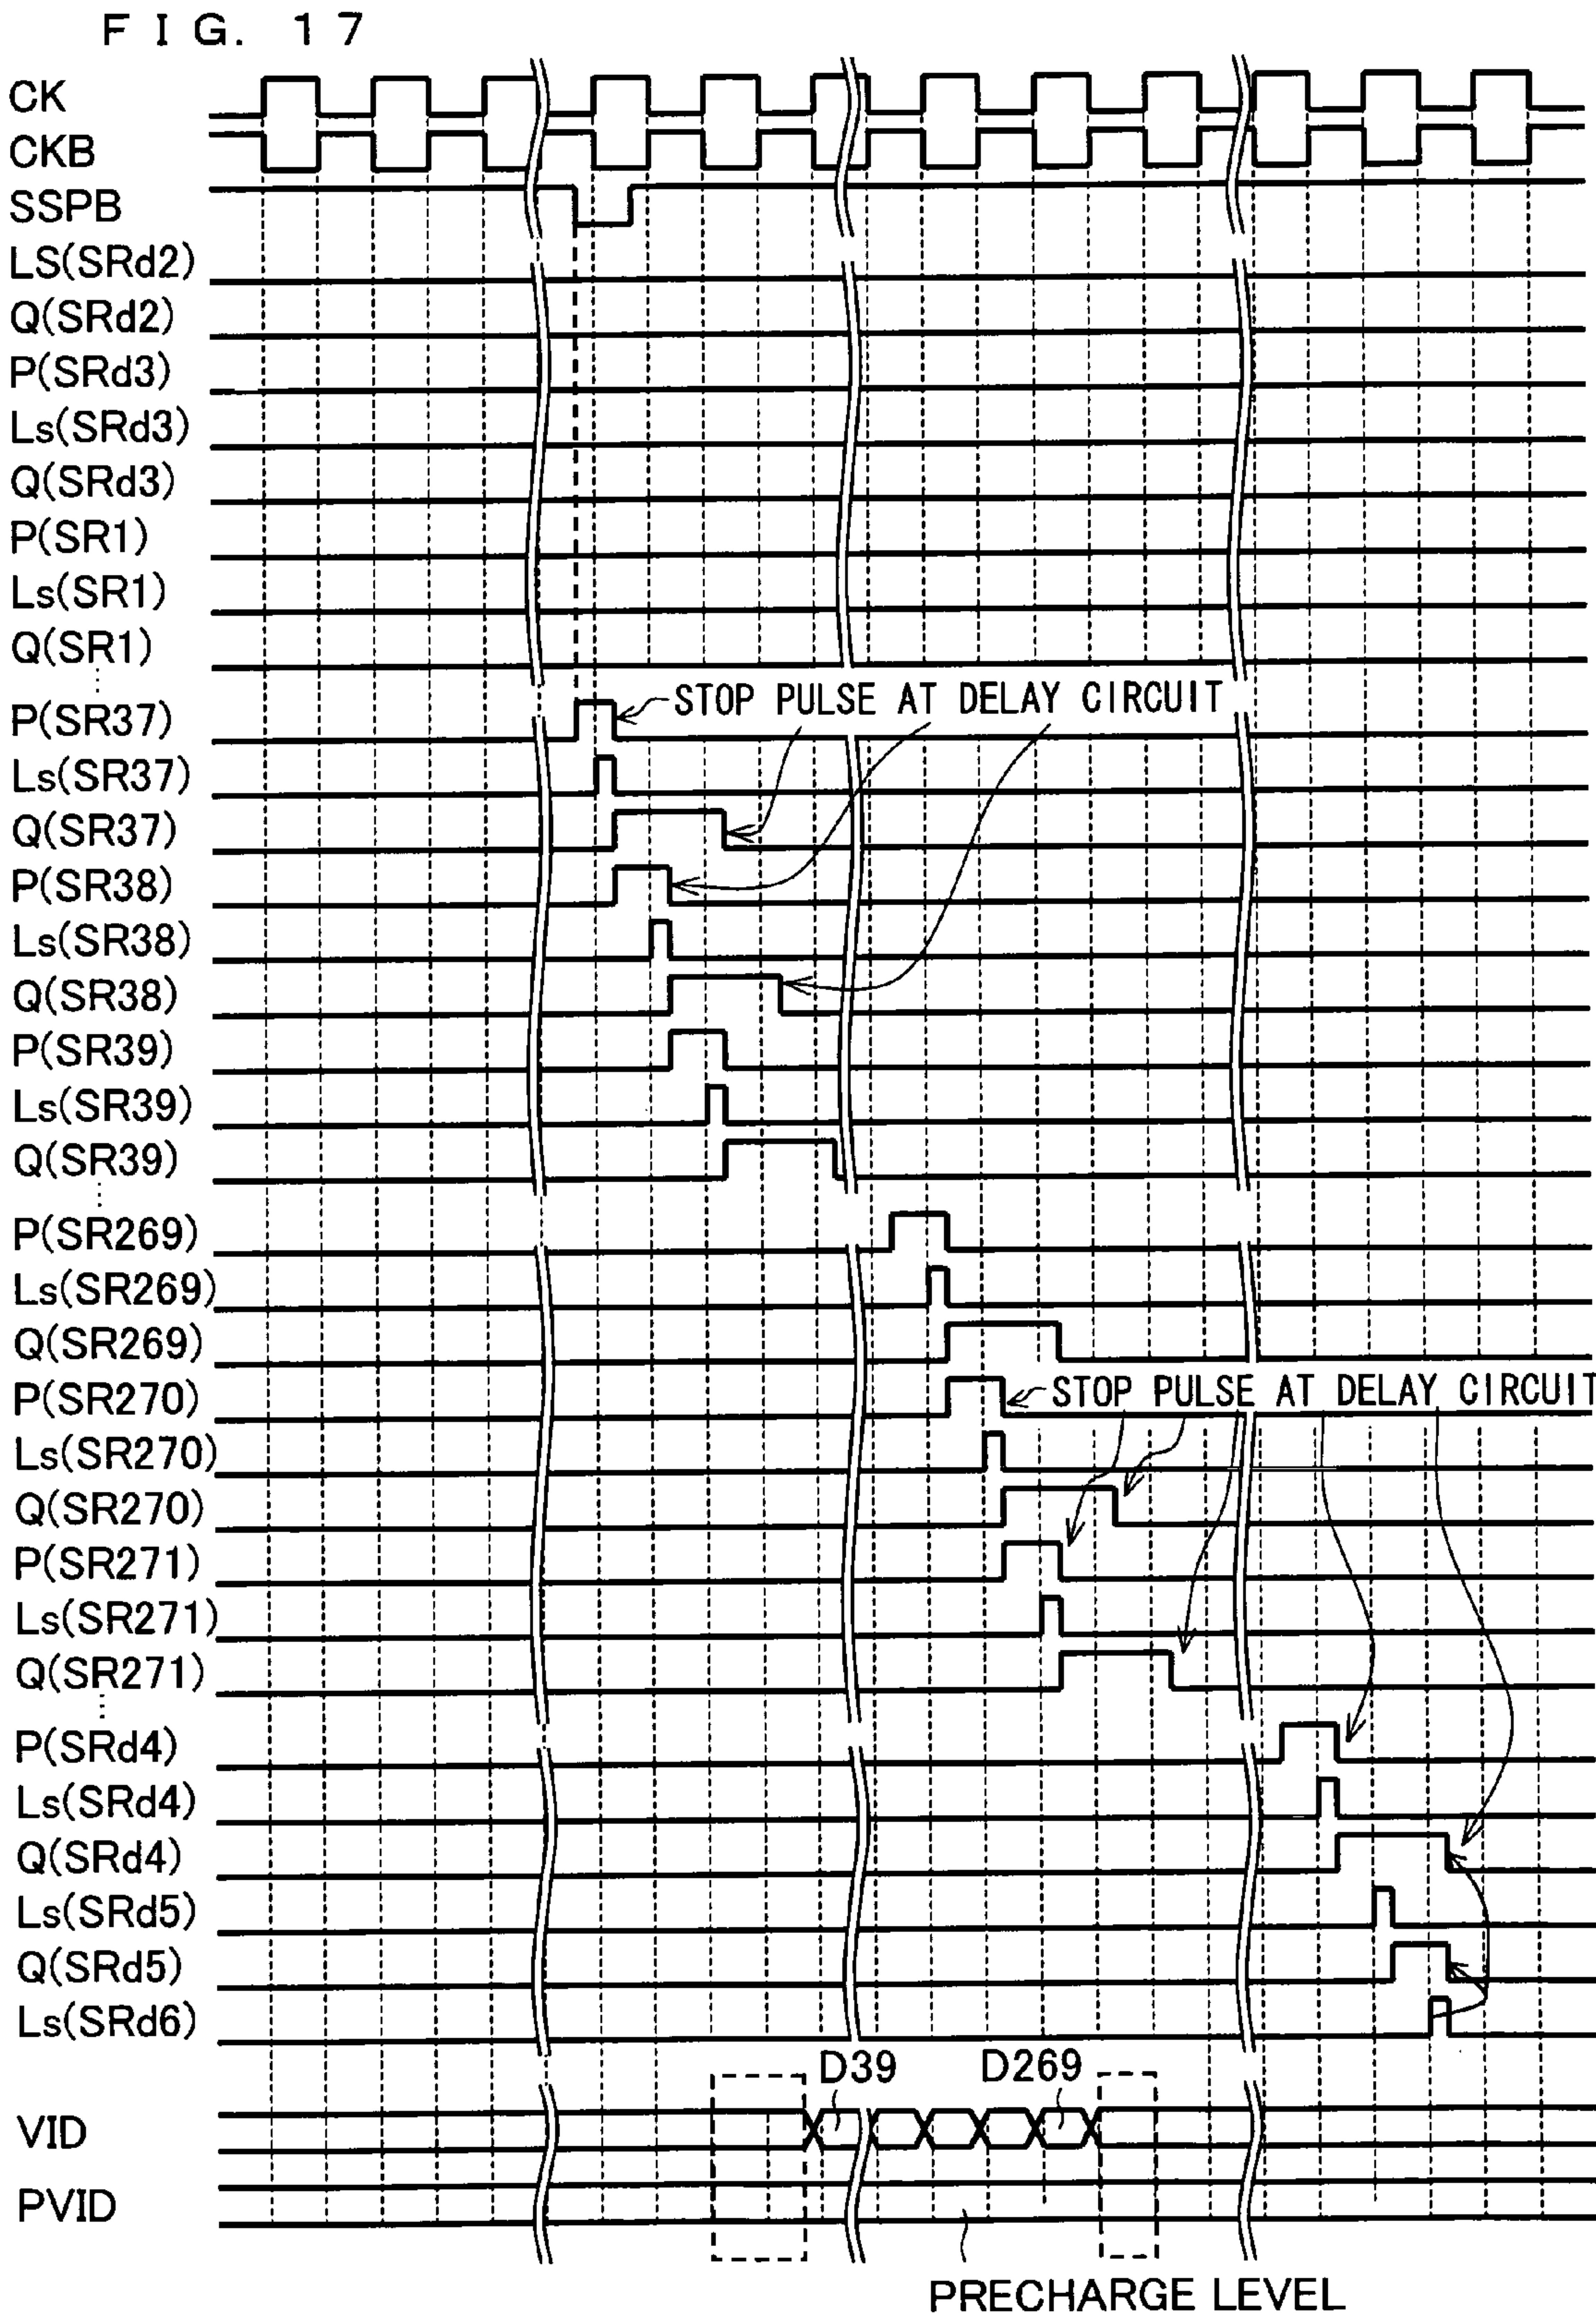 FIG. 17
CK
CKB
SSPB
LS(SRd2)
Q(SRd2)
P(SRd3)
Ls(SRd3)
Q(SRd3)
P(SR1)
Ls(SR1)
Q(SR1)
P(SR37)
STOP PULSE AT DELAY CIRCUIT
Ls(SR37)
Q(SR37)
P(SR38)
Ls(SR38)
Q(SR38)
P(SR39)
Ls(SR39)
Q(SR39)
P(SR269)
Ls(SR269)
Q(SR269)
P(SR270)
STOP PULSE AT DELAY CIRCUIT
Ls(SR270)
Q(SR270)
P(SR271)
Ls(SR271)
Q(SR271)
P(SRd4)
Ls(SRd4)
Q(SRd4)
Ls(SRd5)
Q(SRd5)
Ls(SRd6)
D39 D269
VID
PVID
PRECHARGE LEVEL